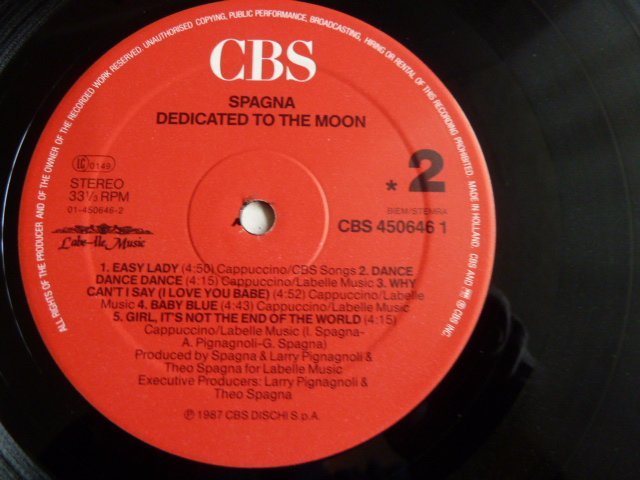 ALL RIGHTS OF THE PRODUCER AND OF THE OWNER OF THE RECORDED WORK RESERVED. UNAUTHORISED COPYING, PUBLIC PERFORMANCE, BROADCASTING, HIRING OR RENTAL OF THIS RECORDING PROHIBITED. MADE IN HOLLAND. CBS AND ℗ CBS INC.
CBS
SPAGNA
DEDICATED TO THE MOON
LC 0149
STEREO
33⅓ RPM
01-450646-2
* 2
BIEM/STEMRA
CBS 450646 1
Labe-lle Music
1. EASY LADY (4:50) Cappuccino/CBS Songs 2. DANCE
DANCE DANCE (4:15) Cappuccino/Labelle Music 3. WHY
CAN'T I SAY (I LOVE YOU BABE) (4:52) Cappuccino/Labelle
Music 4. BABY BLUE (4:43) Cappuccino/Labelle Music
5. GIRL, IT'S NOT THE END OF THE WORLD (4:15)
Cappuccino/Labelle Music (I. Spagna-
A. Pignagnoli-G. Spagna)
Produced by Spagna & Larry Pignagnoli &
Theo Spagna for Labelle Music
Executive Producers: Larry Pignagnoli &
Theo Spagna
℗ 1987 CBS DISCHI S.p.A.